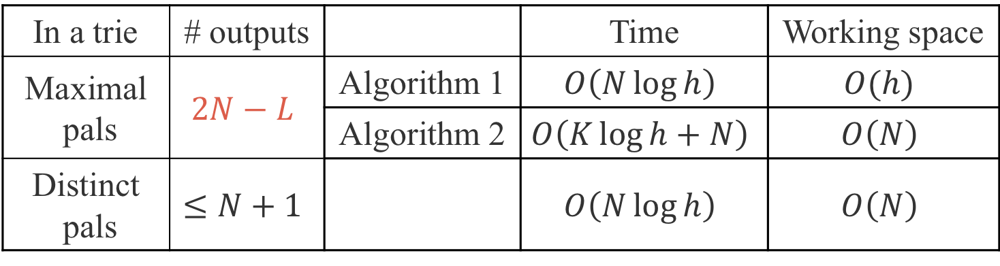 In a trie # outputs Time Working space
Maximal pals 2N − L Algorithm 1 O(N log h) O(h)
Algorithm 2 O(K log h + N) O(N)
Distinct pals ≤ N + 1 O(N log h) O(N)